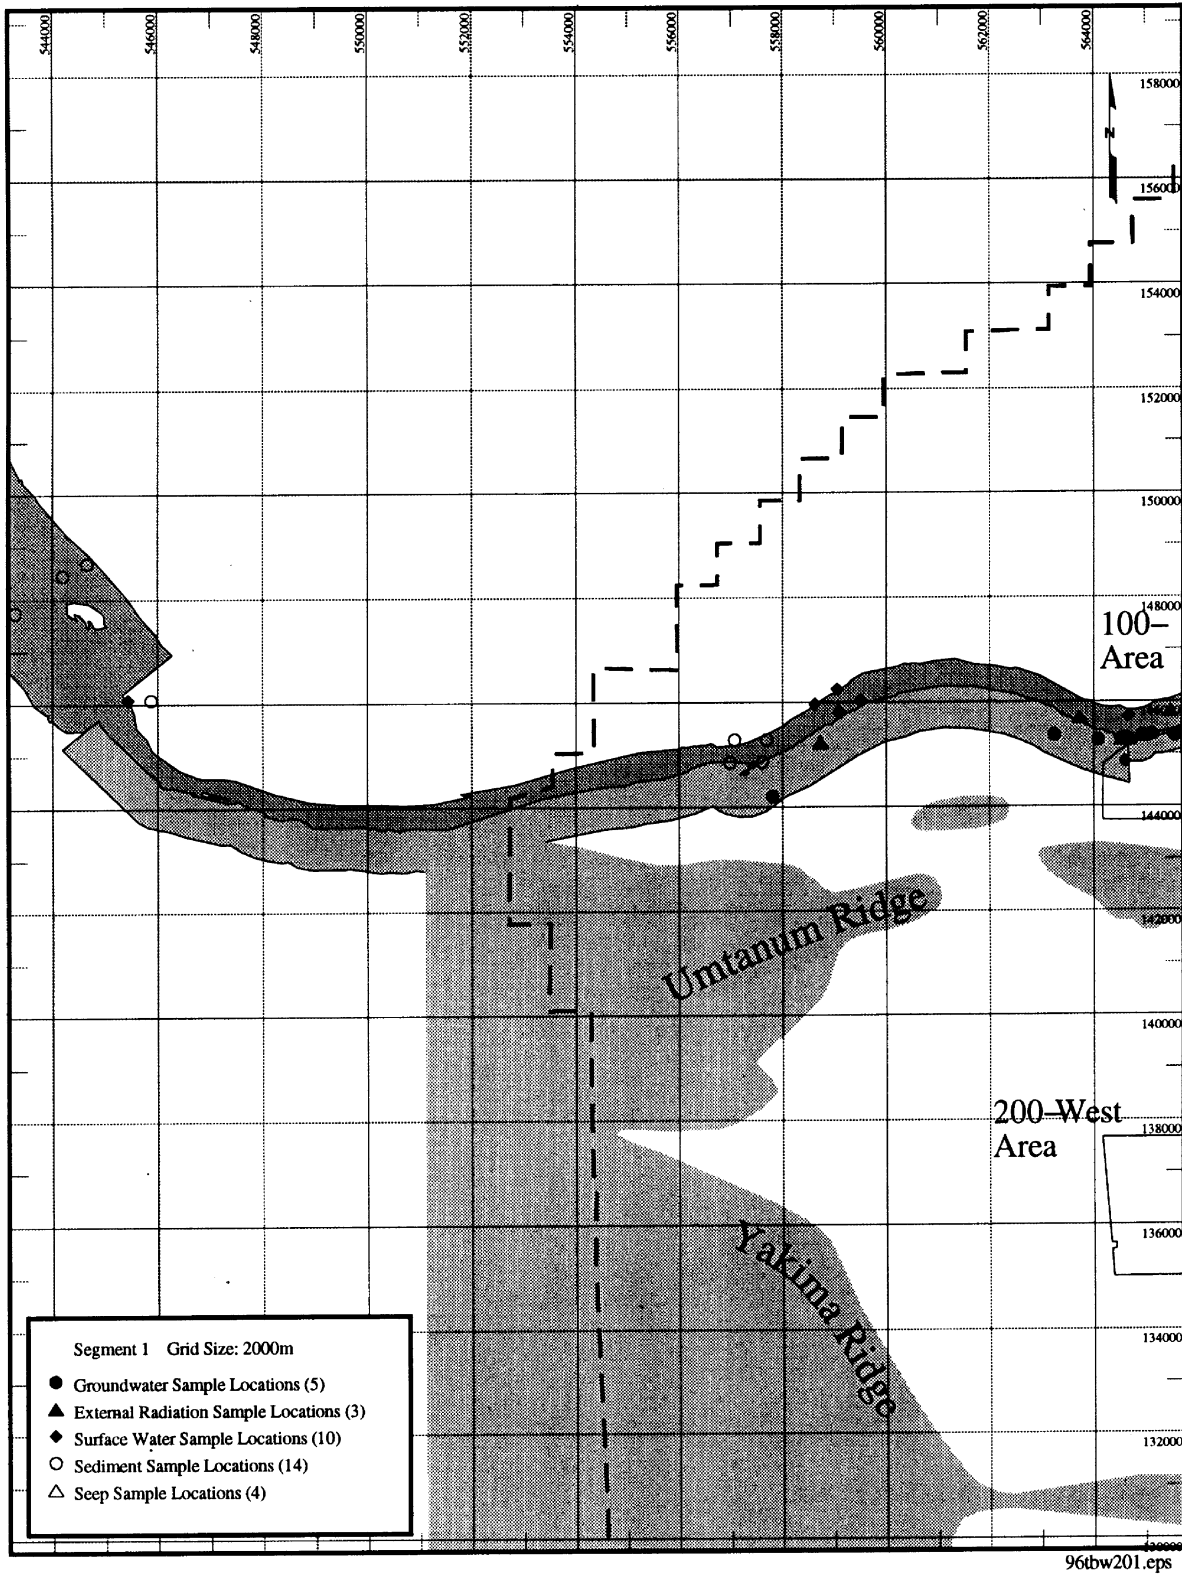 544000
546000
548000
550000
552000
554000
556000
558000
560000
562000
564000
158000
N
156000
154000
152000
150000
148000
100–
Area
144000
142000
Umtanum Ridge
140000
200–West
Area
138000
136000
Yakima Ridge
134000
132000
Segment 1 Grid Size: 2000m
Groundwater Sample Locations (5)
External Radiation Sample Locations (3)
Surface Water Sample Locations (10)
Sediment Sample Locations (14)
Seep Sample Locations (4)
96tbw201.eps